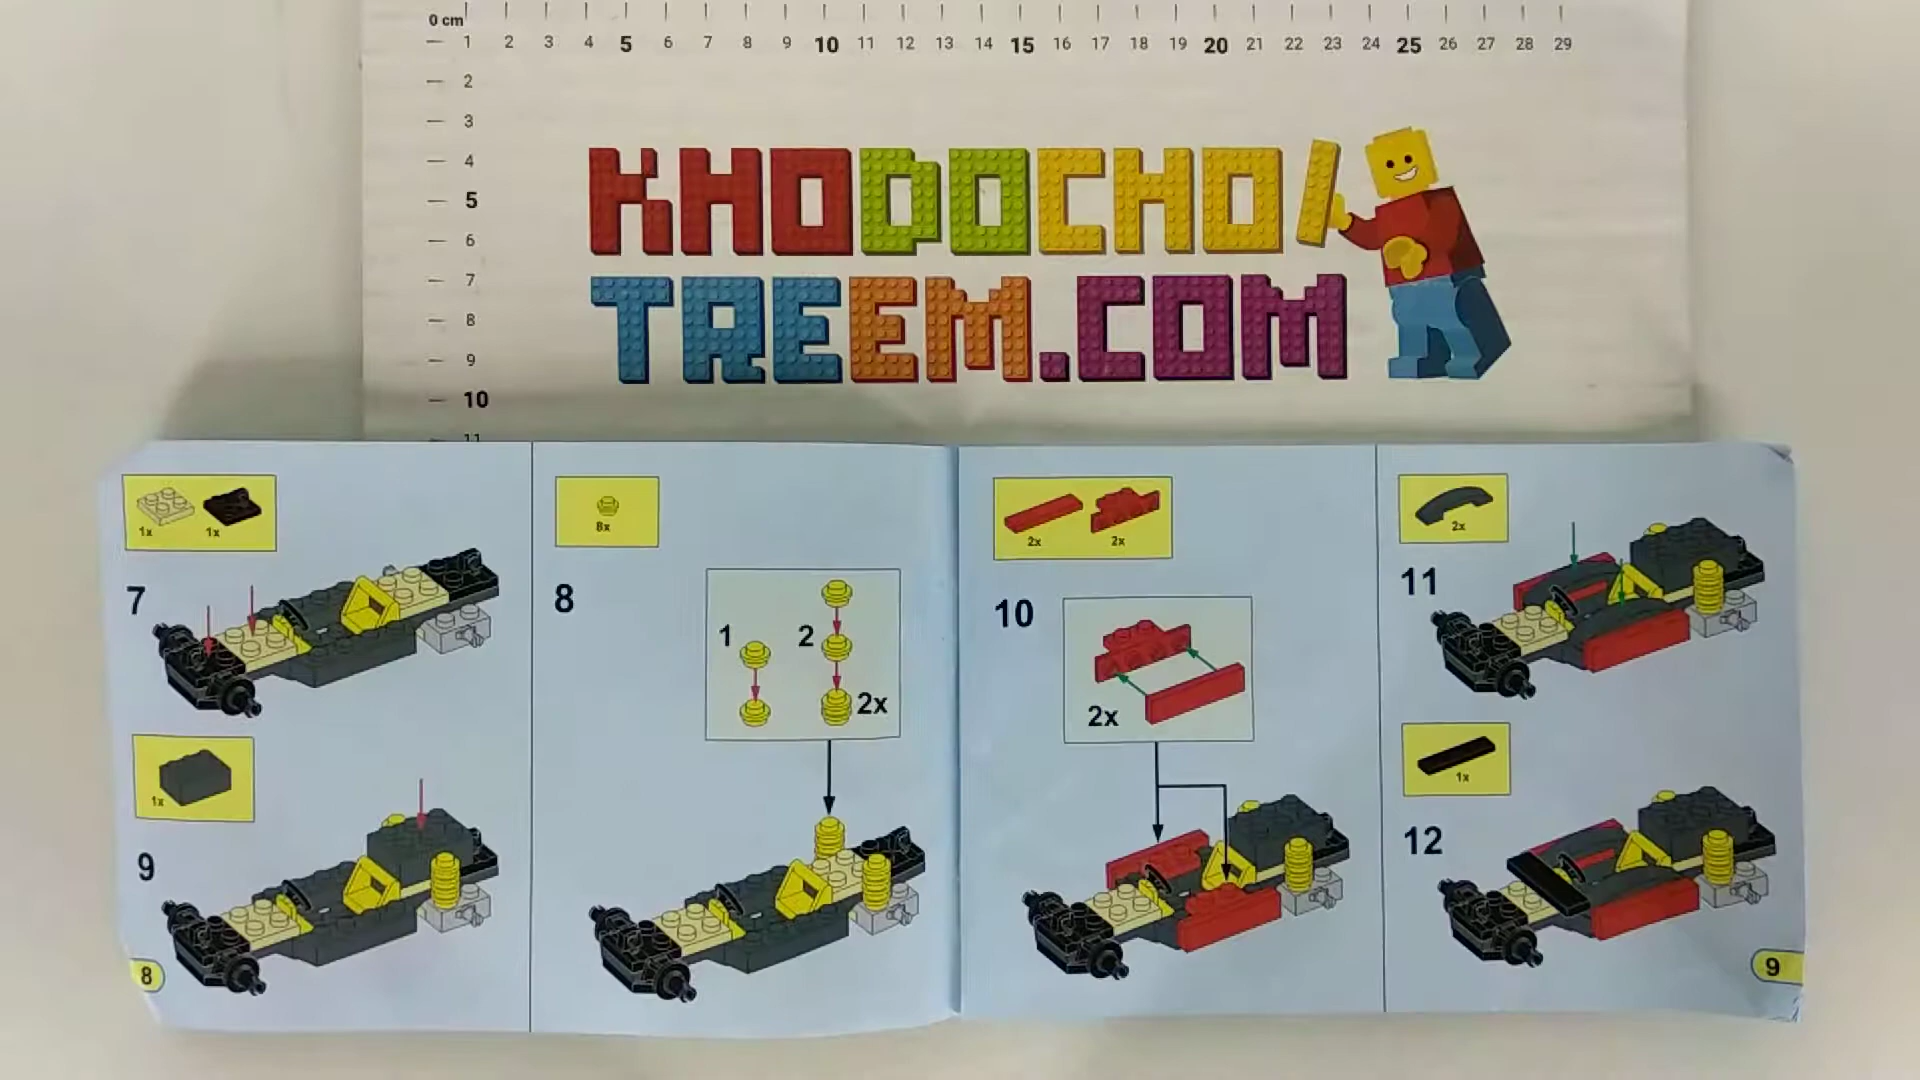 0 cm
1 2 3 4 5 6 7 8 9 10 11 12 13 14 15 16 17 18 19 20 21 22 23 24 25 26 27 28 29
2
3
4
5
6
7
8
9
10
11
KHODOCHO
TREEM.COM
1x 1x
7
1x
9
8
8x
8
1 2
2x
2x 2x
10
2x
2x
11
1x
12
9